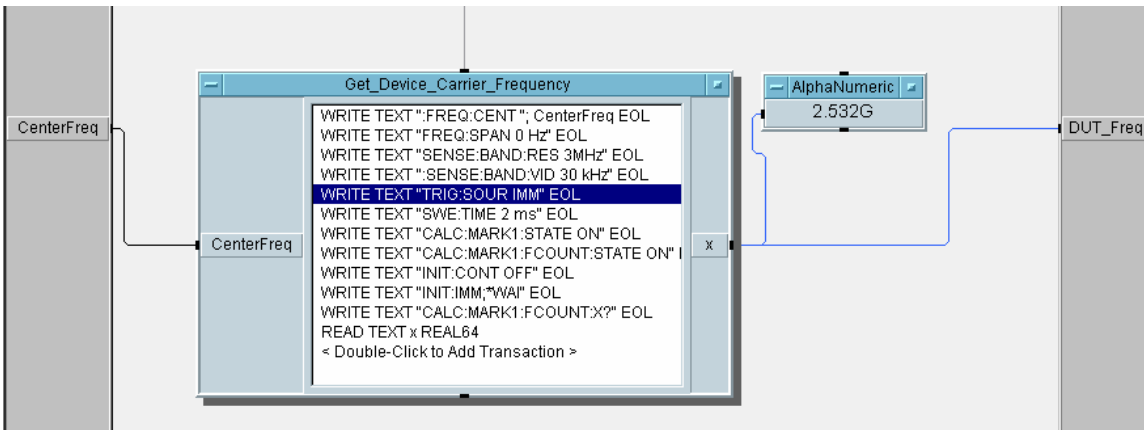 Get_Device_Carrier_Frequency
AlphaNumeric
2.532G
CenterFreq
DUT_Freq
CenterFreq
WRITE TEXT ":FREQ:CENT "; CenterFreq EOL
WRITE TEXT "FREQ:SPAN 0 Hz" EOL
WRITE TEXT "SENSE:BAND:RES 3MHz" EOL
WRITE TEXT ":SENSE:BAND:VID 30 kHz" EOL
WRITE TEXT "TRIG:SOUR IMM" EOL
WRITE TEXT "SWE:TIME 2 ms" EOL
WRITE TEXT "CALC:MARK1:STATE ON" EOL
WRITE TEXT "CALC:MARK1:FCOUNT:STATE ON"
WRITE TEXT "INIT:CONT OFF" EOL
WRITE TEXT "INIT:IMM;*WAI" EOL
WRITE TEXT "CALC:MARK1:FCOUNT:X?" EOL
READ TEXT x REAL64
< Double-Click to Add Transaction >
x